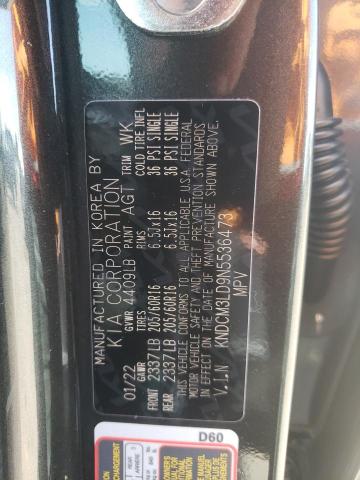 MANUFACTURED IN KOREA BY
KIA CORPORATION
01/22 GVWR 4409LB PAINT AGT TRIM WK
GAWR TIRES RIMS COLD TIRE INFL
FRONT 2337LB 205/60R16 6.5JX16 36 PSI SINGLE
REAR 2337LB 205/60R16 6.5JX16 36 PSI SINGLE
THIS VEHICLE CONFORMS TO ALL APPLICABLE U.S.A. FEDERAL
MOTOR VEHICLE SAFETY AND THEFT PREVENTION STANDARDS
IN EFFECT ON THE DATE OF MANUFACTURE SHOWN ABOVE.
V.I.N KNDCM3LD9N5536473
MPV
D60